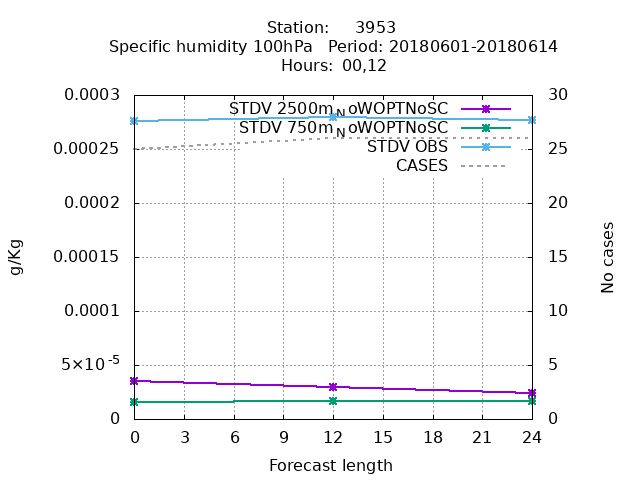 Station: 3953
Specific humidity 100hPa Period: 20180601-20180614
Hours: 00,12
0.0003
0.00025
0.0002
0.00015
0.0001
5×10-5
0
g/Kg
STDV 2500mNoWOPTNoSC
STDV 750mNoWOPTNoSC
STDV OBS
CASES
30
25
20
15
10
5
0
No cases
0 3 6 9 12 15 18 21 24
Forecast length